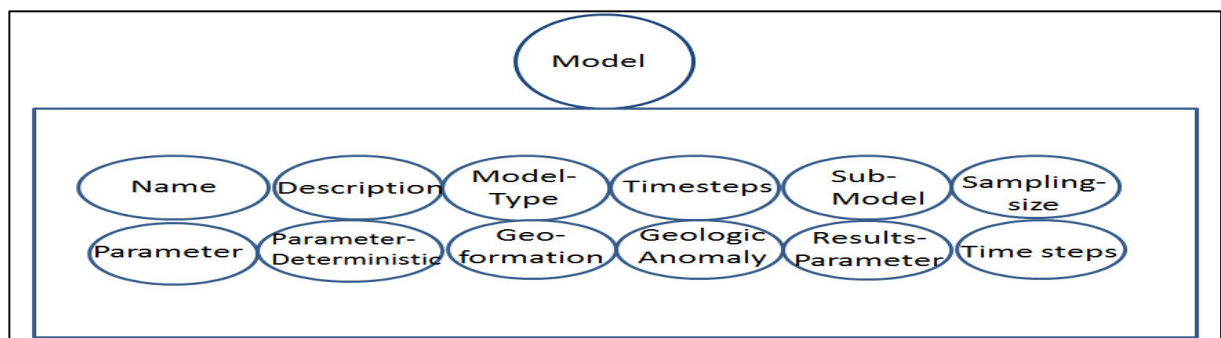 Model
Name
Description
Model-
Type
Timesteps
Sub-
Model
Sampling-
size
Parameter
Parameter-
Deterministic
Geo-
formation
Geologic
Anomaly
Results-
Parameter
Time steps